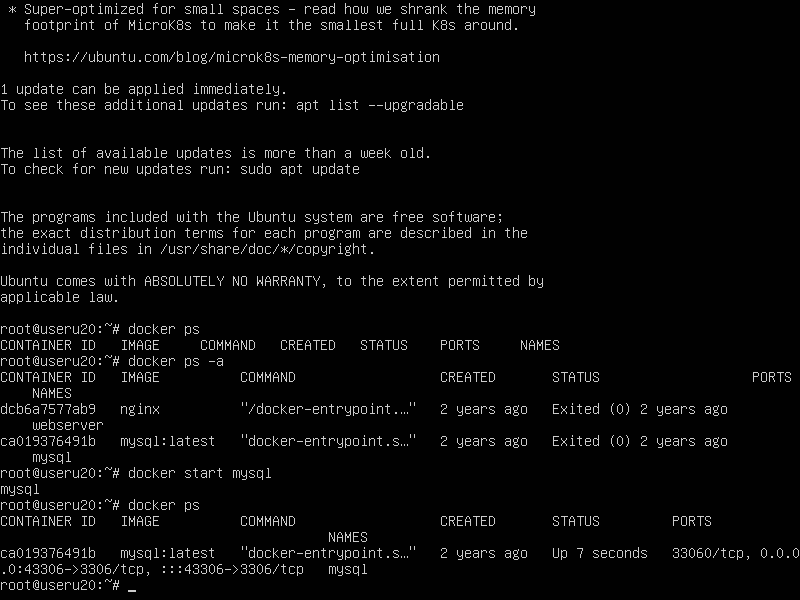 * Super-optimized for small spaces - read how we shrank the memory
   footprint of MicroK8s to make it the smallest full K8s around.

   https://ubuntu.com/blog/microk8s-memory-optimisation

1 update can be applied immediately.
To see these additional updates run: apt list --upgradable


The list of available updates is more than a week old.
To check for new updates run: sudo apt update


The programs included with the Ubuntu system are free software;
the exact distribution terms for each program are described in the
individual files in /usr/share/doc/*/copyright.

Ubuntu comes with ABSOLUTELY NO WARRANTY, to the extent permitted by
applicable law.

root@useru20:~# docker ps
CONTAINER ID   IMAGE     COMMAND   CREATED   STATUS    PORTS     NAMES
root@useru20:~# docker ps -a
CONTAINER ID   IMAGE          COMMAND                  CREATED       STATUS                   PORTS
    NAMES
dcb6a7577ab9   nginx          "/docker-entrypoint.…"   2 years ago   Exited (0) 2 years ago
    webserver
ca019376491b   mysql:latest   "docker-entrypoint.s…"   2 years ago   Exited (0) 2 years ago
    mysql
root@useru20:~# docker start mysql
mysql
root@useru20:~# docker ps
CONTAINER ID   IMAGE          COMMAND                  CREATED       STATUS         PORTS
                                         NAMES
ca019376491b   mysql:latest   "docker-entrypoint.s…"   2 years ago   Up 7 seconds   33060/tcp, 0.0.0
.0:43306->3306/tcp, :::43306->3306/tcp   mysql
root@useru20:~# _